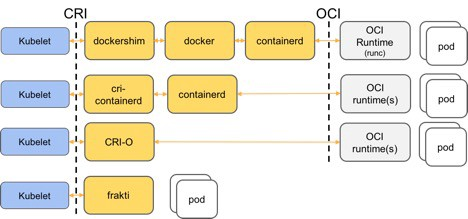 CRI
OCI
Kubelet
dockershim
docker
containerd
OCI
Runtime
(runc)
pod
Kubelet
cri-
containerd
containerd
OCI
runtime(s)
pod
Kubelet
CRI-O
OCI
runtime(s)
pod
Kubelet
frakti
pod